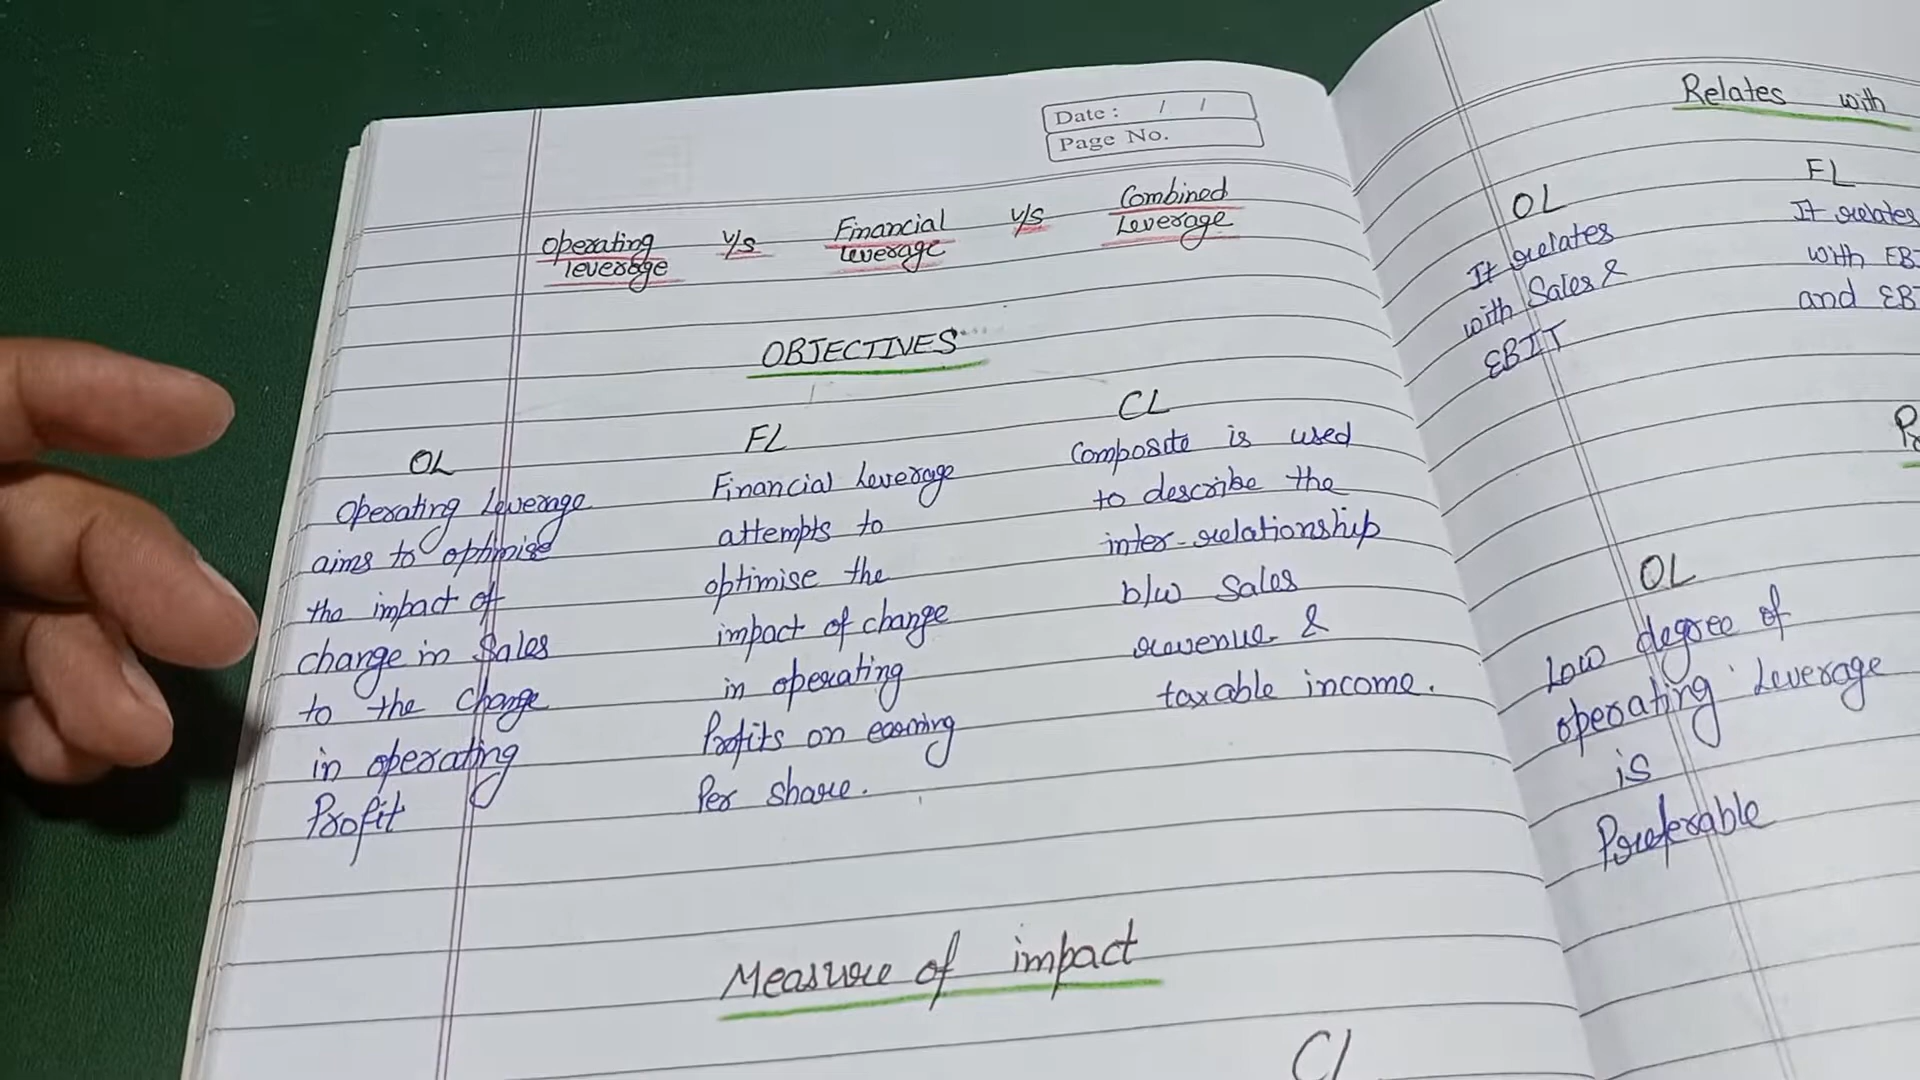 Date : / /
Page No.
Operating v/s Financial v/s Combined
leverage leverage Leverage
OBJECTIVES
OL
Operating Leverage
aims to optimise
the impact of
change in Sales
to the change
in operating
Profit
FL
Financial Leverage
attempts to
optimise the
impact of change
in operating
Profits on earning
Per share.
CL
Composite is used
to describe the
inter-relationship
b/w Sales
revenue &
taxable income.
Measure of impact
CL
Relates with
OL
It relates
with Sales &
EBIT
FL
It relates
with EB
and EB
OL
Low degree of
operating Leverage
is
Preferable